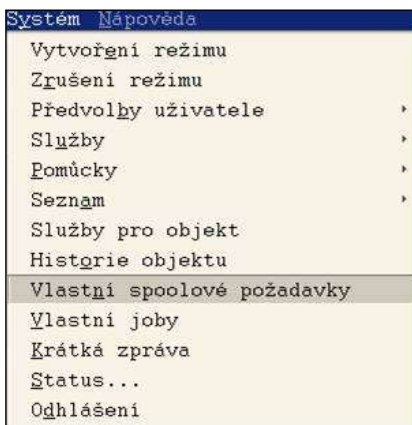 Systém Nápověda
Vytvoření režimu
Zrušení režimu
Předvolby uživatele
Služby
Pomůcky
Seznam
Služby pro objekt
Historie objektu
Vlastní spoolové požadavky
Vlastní joby
Krátká zpráva
Status...
Odhlášení